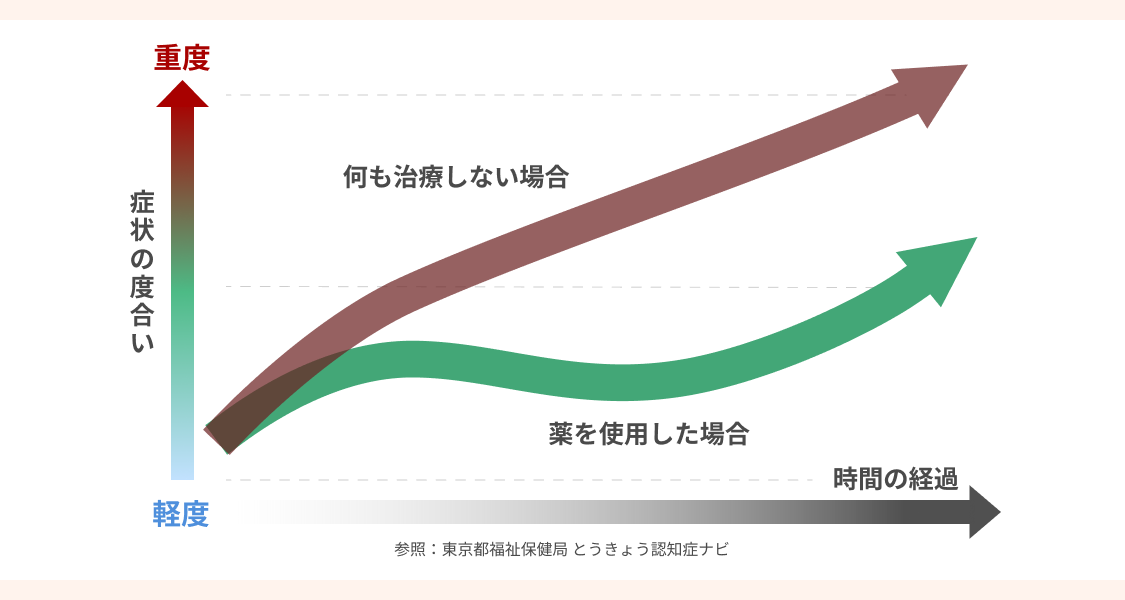 重度
何も治療しない場合
症状の度合い
薬を使用した場合
時間の経過
軽度
参照：東京都福祉保健局 とうきょう認知症ナビ